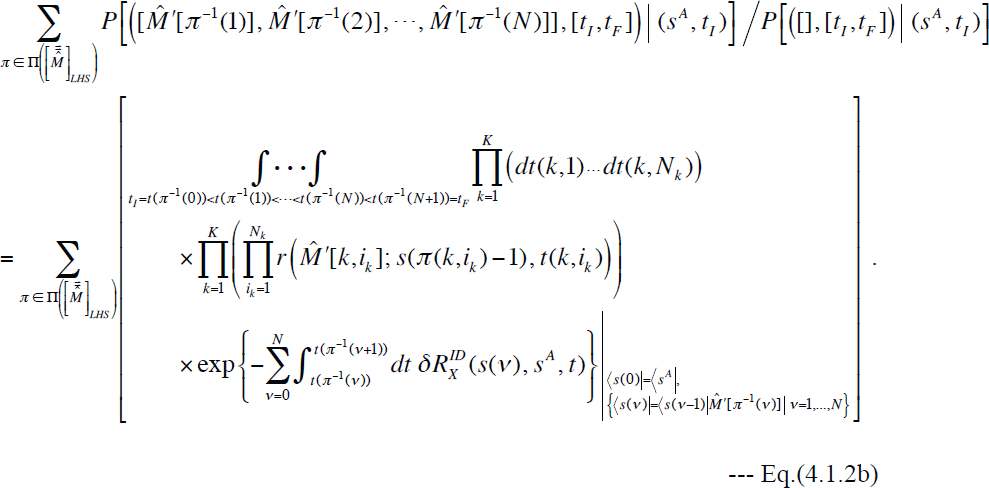 ∑_{π ∈ Π([M̂]_{LHS})} P[([M̂′[π⁻¹(1)], M̂′[π⁻¹(2)], ⋯, M̂′[π⁻¹(N)]], [t_I, t_F]) | (s^A, t_I)] / P[([], [t_I, t_F]) | (s^A, t_I)]
= ∑_{π ∈ Π([M̂]_{LHS})} [ ∫⋯∫_{t_I = t(π⁻¹(0)) < t(π⁻¹(1)) < ⋯ < t(π⁻¹(N)) < t(π⁻¹(N+1)) = t_F} ∏_{k=1}^{K} (dt(k,1)⋯dt(k,N_k))
× ∏_{k=1}^{K} ( ∏_{i_k=1}^{N_k} r(M̂′[k,i_k]; s(π(k,i_k)−1), t(k,i_k)) )
× exp{ −∑_{ν=0}^{N} ∫_{t(π⁻¹(ν))}^{t(π⁻¹(ν+1))} dt δR_X^{ID}(s(ν), s^A, t) } |_{⟨s(0)|=⟨s^A|, {⟨s(ν)|=⟨s(ν−1)|M̂′[π⁻¹(ν)] | ν=1,...,N}} ] .
--- Eq.(4.1.2b)